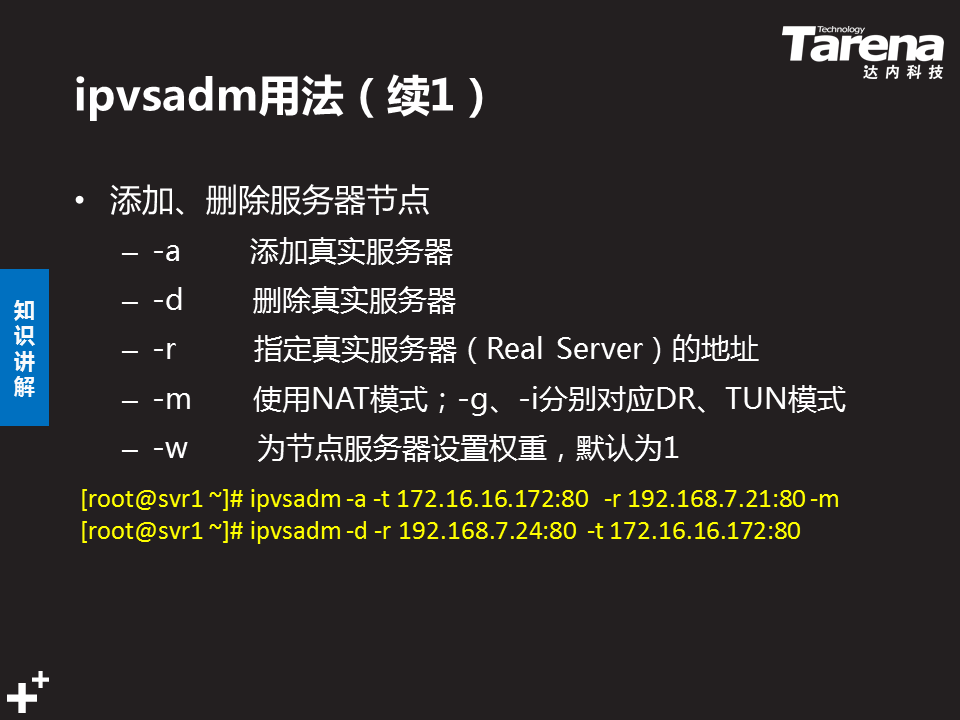 Technology
Tarena
达内科技
ipvsadm用法（续1）
• 添加、删除服务器节点
– -a 添加真实服务器
– -d 删除真实服务器
– -r 指定真实服务器（Real Server）的地址
– -m 使用NAT模式；-g、-i分别对应DR、TUN模式
– -w 为节点服务器设置权重，默认为1
知识讲解
[root@svr1 ~]# ipvsadm -a -t 172.16.16.172:80 -r 192.168.7.21:80 -m
[root@svr1 ~]# ipvsadm -d -r 192.168.7.24:80 -t 172.16.16.172:80